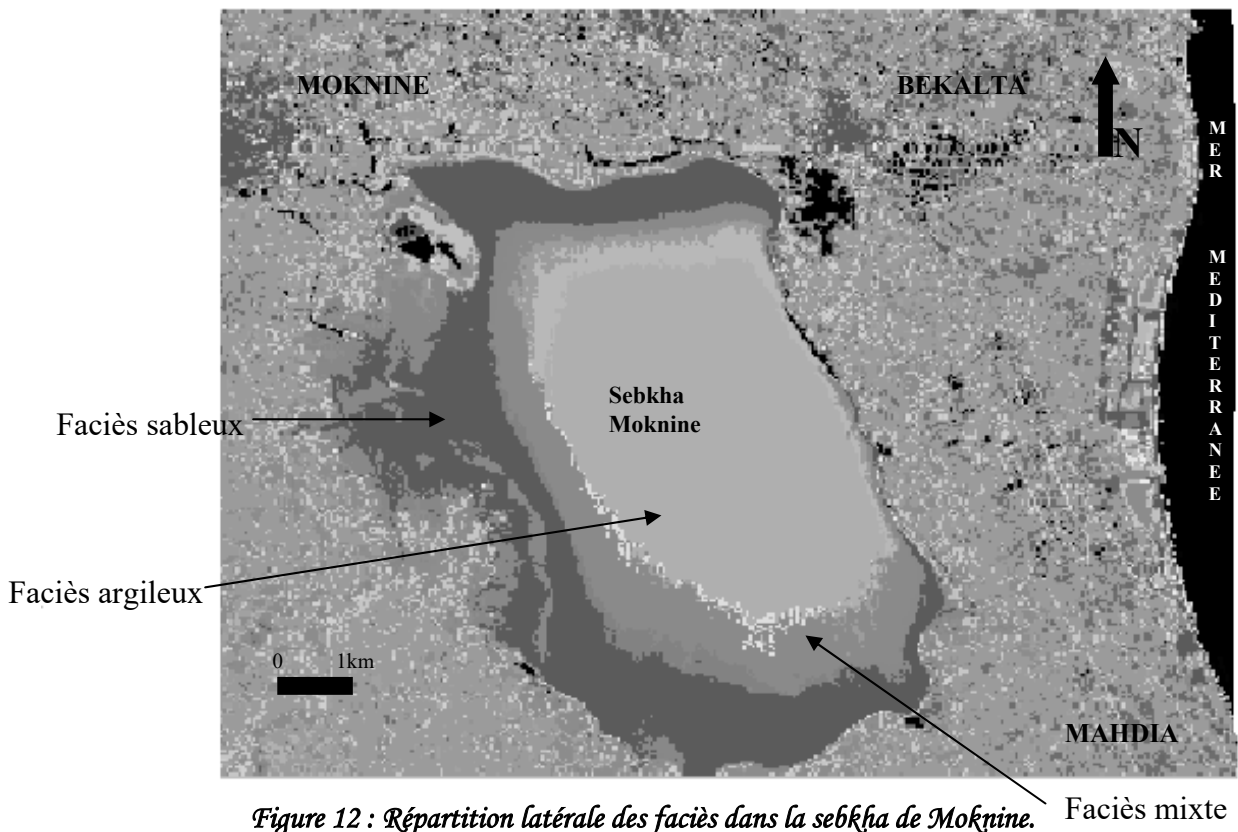 MOKNINE
BEKALTA
N
MER
MEDITERRANEE
Sebkha
Moknine
Faciès sableux
Faciès argileux
0 1km
MAHDIA
Faciès mixte
Figure 12 : Répartition latérale des faciès dans la sebkha de Moknine.